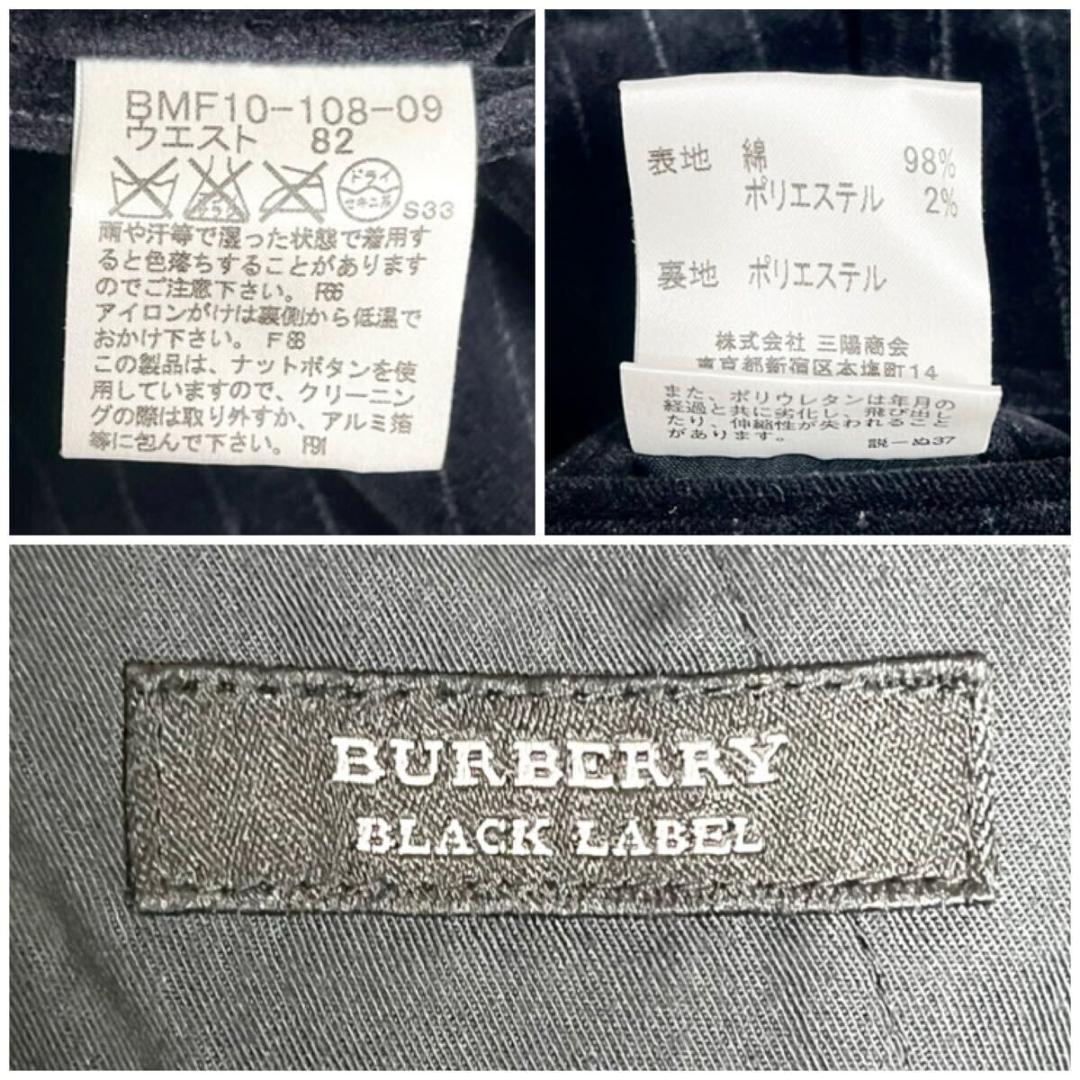 BMF10-108-09
ウエスト 82
ドライ
セキユ系
S33
雨や汗等で湿った状態で着用す
ると色落ちすることがあります
のでご注意下さい。 R66
アイロンがけは裏側から低温で
おかけ下さい。 F88
この製品は、ナットボタンを使
用していますので、クリーニン
グの際は取り外すか、アルミ箔
等に包んで下さい。 F91
表地 綿 98%
ポリエステル 2%
裏地 ポリエステル
株式会社 三陽商会
東京都新宿区本塩町14
また、ポリウレタンは年月の
経過と共に劣化し、飛び出し
たり、伸縮性が失われること
があります。 説ーぬ37
BURBERRY
BLACK LABEL